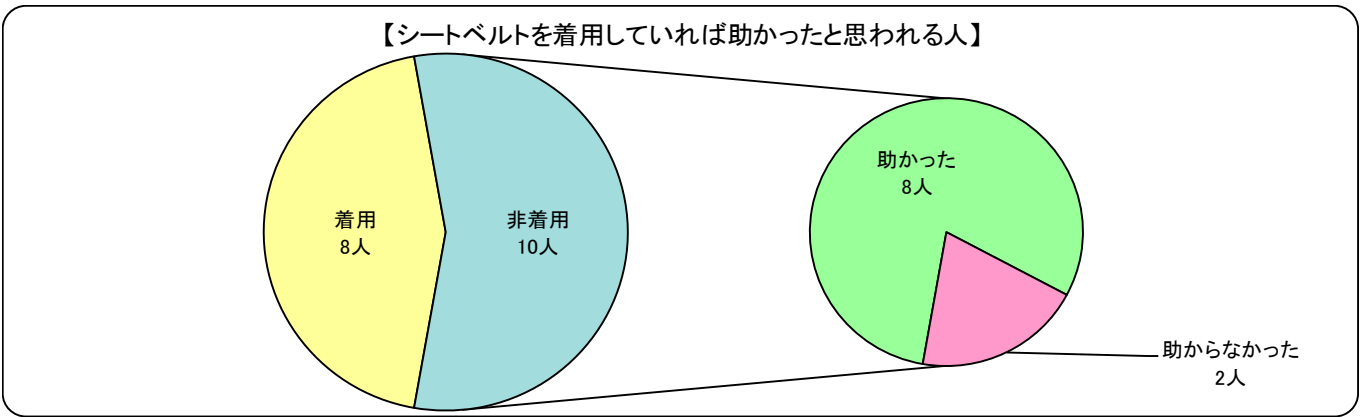 【シートベルトを着用していれば助かったと思われる人】
着用
8人
非着用
10人
助かった
8人
助からなかった
2人